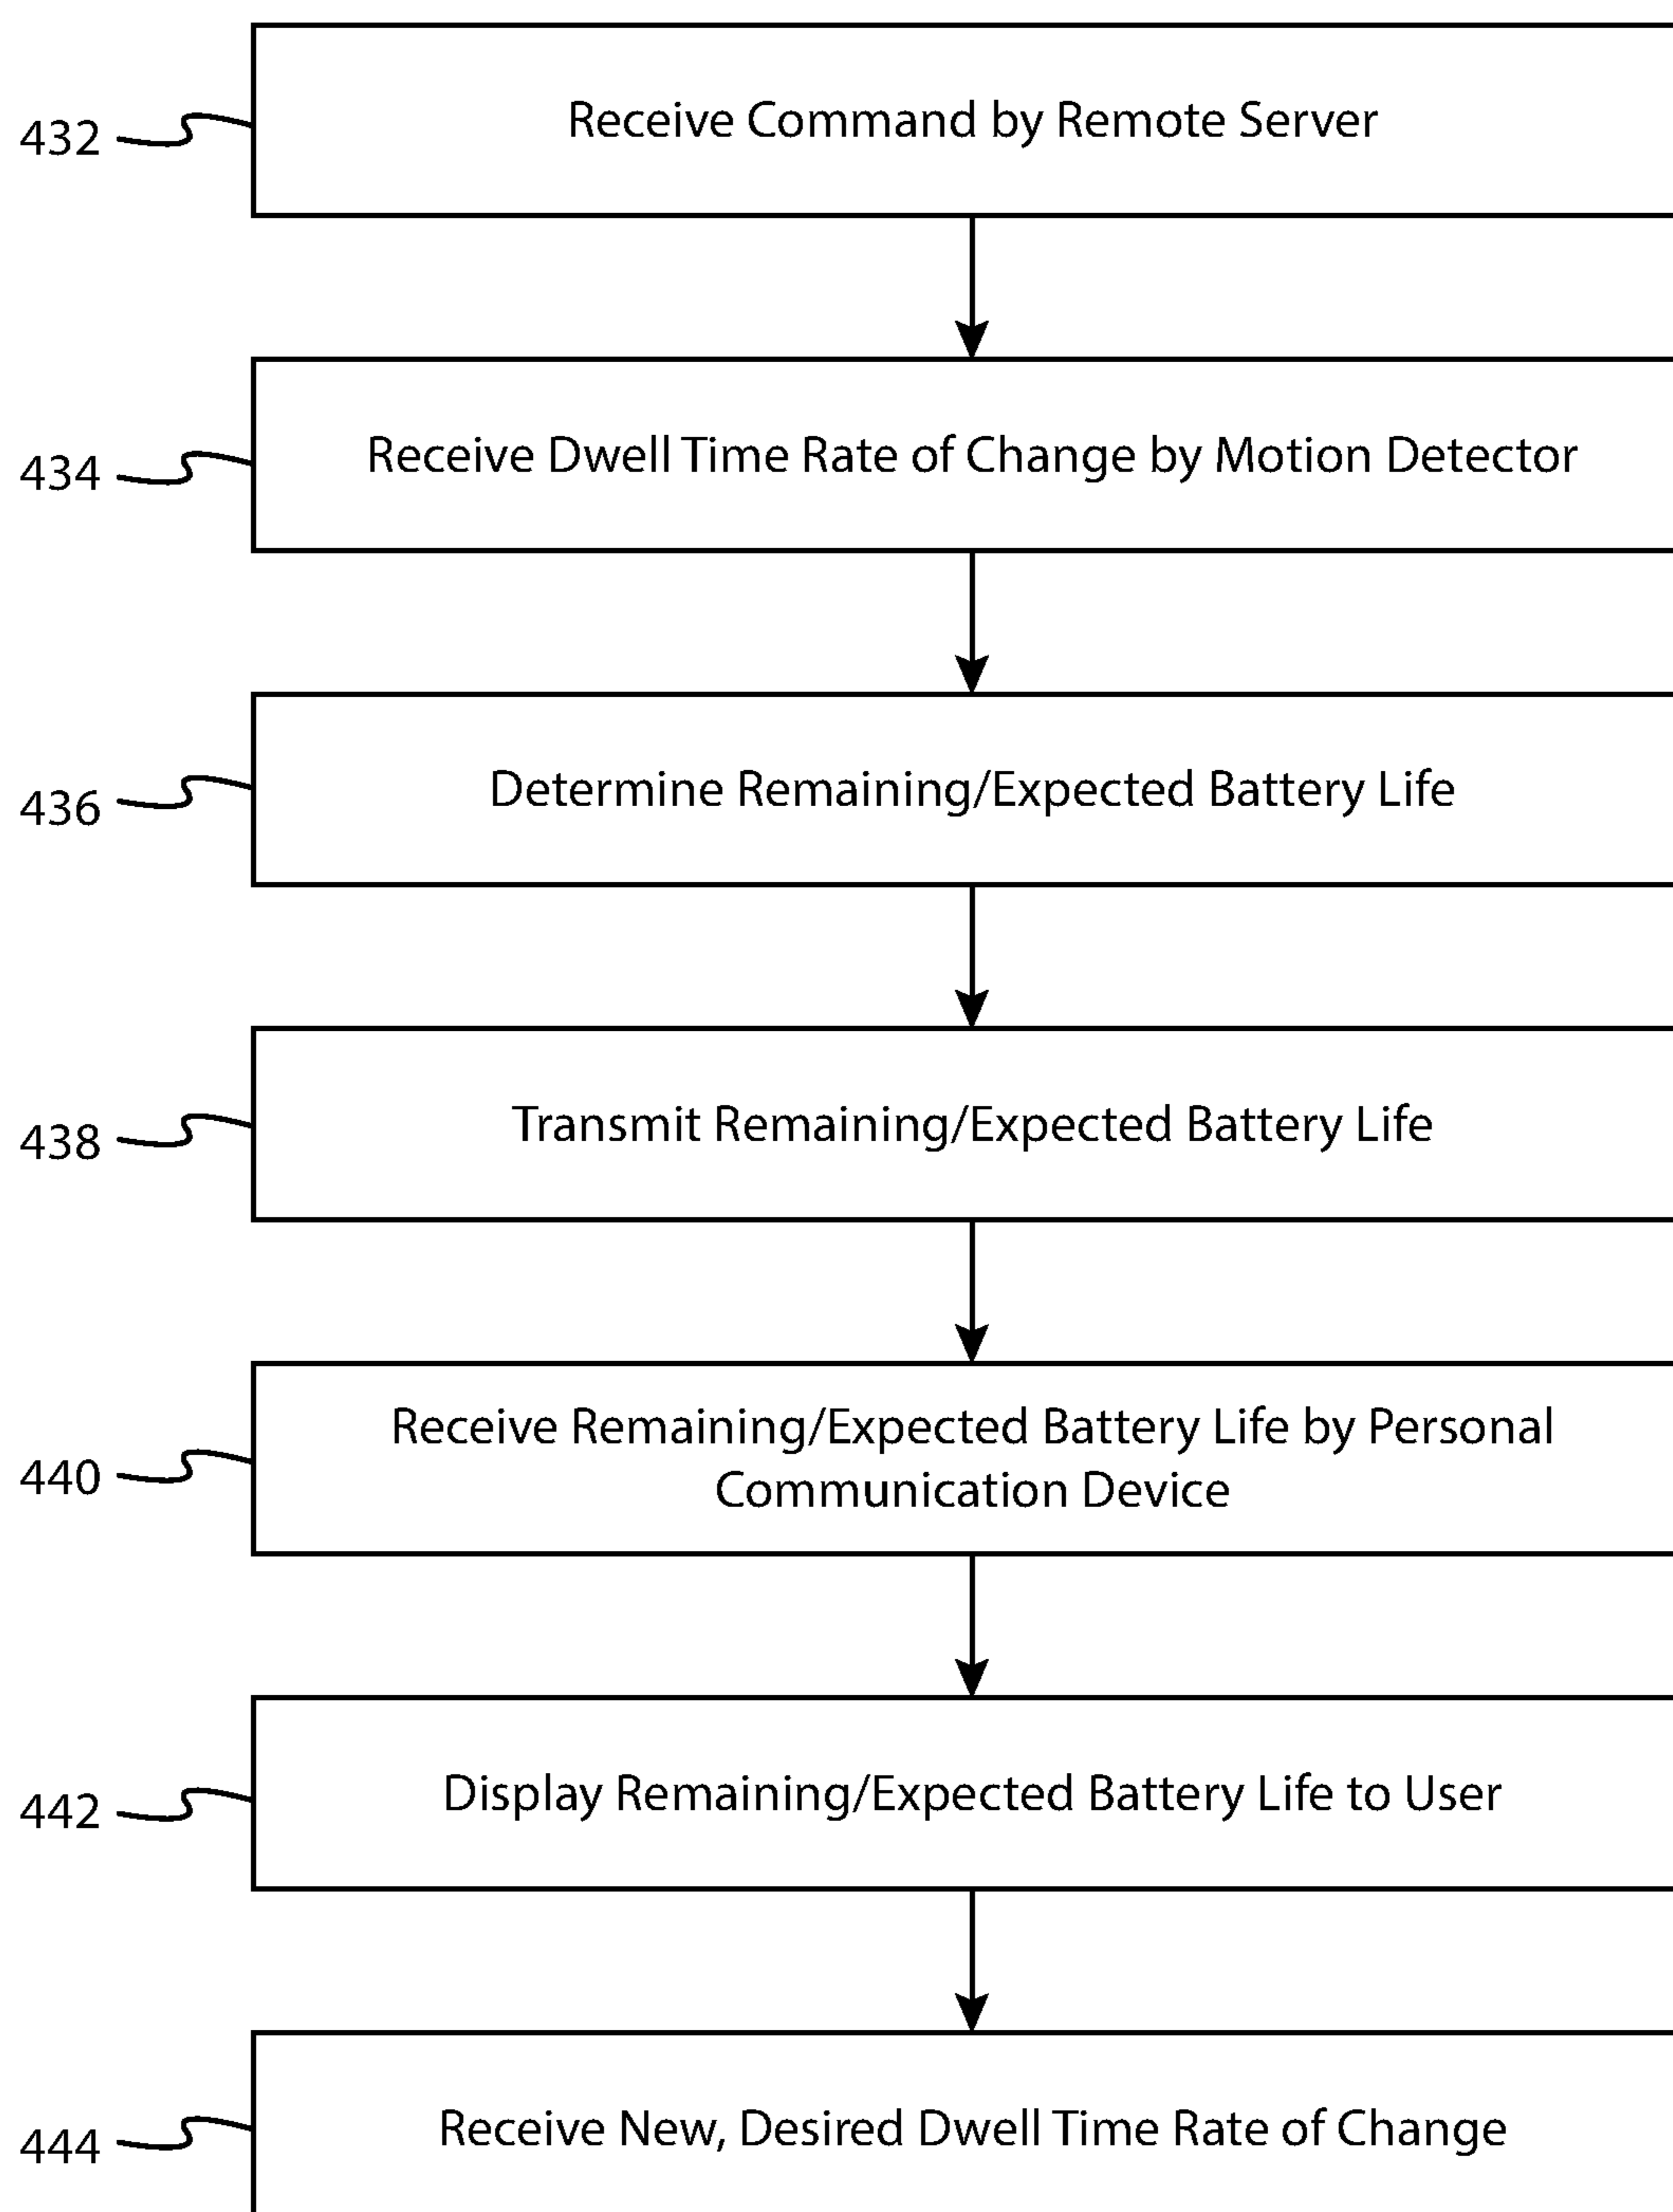 432
Receive Command by Remote Server
434
Receive Dwell Time Rate of Change by Motion Detector
436
Determine Remaining/Expected Battery Life
438
Transmit Remaining/Expected Battery Life
440
Receive Remaining/Expected Battery Life by Personal
Communication Device
442
Display Remaining/Expected Battery Life to User
444
Receive New, Desired Dwell Time Rate of Change